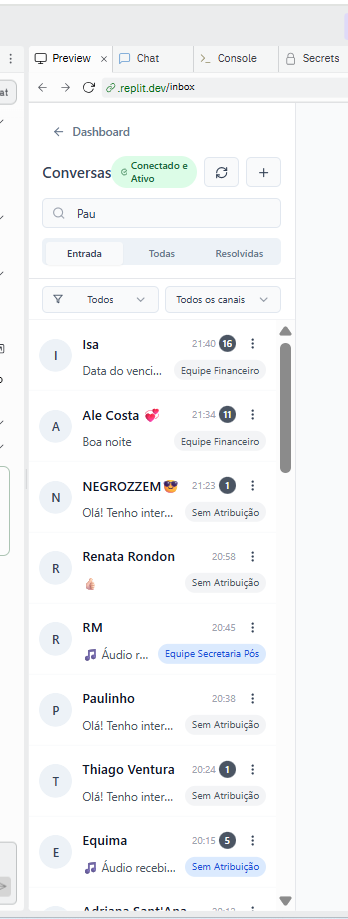 Preview × Chat Console Secrets
at
.replit.dev/inbox
Dashboard
Conversas
Conectado e
Ativo
Pau
Entrada Todas Resolvidas
Todos Todos os canais
I Isa 21:40 16
Data do venci... Equipe Financeiro
A Ale Costa 💞 21:34 11
Boa noite Equipe Financeiro
N NEGROZZEM😎 21:23 1
Olá! Tenho inter... Sem Atribuição
R Renata Rondon 20:58
👍🏻 Sem Atribuição
R RM 20:45
🎵 Áudio r... Equipe Secretaria Pós
P Paulinho 20:38
Olá! Tenho inter... Sem Atribuição
T Thiago Ventura 20:24 1
Olá! Tenho inter... Sem Atribuição
E Equima 20:15 5
🎵 Áudio recebi... Sem Atribuição
Adriana Sant'Ana